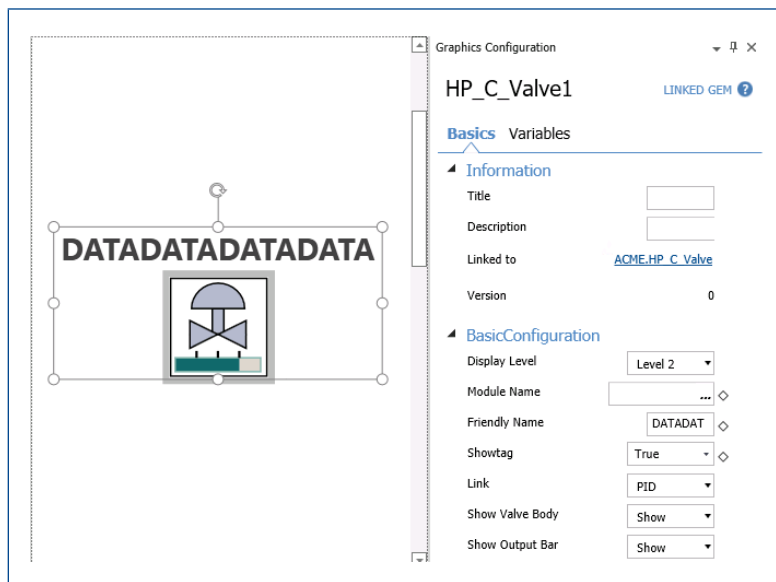 Graphics Configuration
HP_C_Valve1
LINKED GEM ?
Basics Variables
Information
Title
Description
Linked to ACME.HP_C_Valve
Version 0
BasicConfiguration
Display Level Level 2
Module Name ...
Friendly Name DATADAT
Showtag True
Link PID
Show Valve Body Show
Show Output Bar Show
DATADATADATADATA